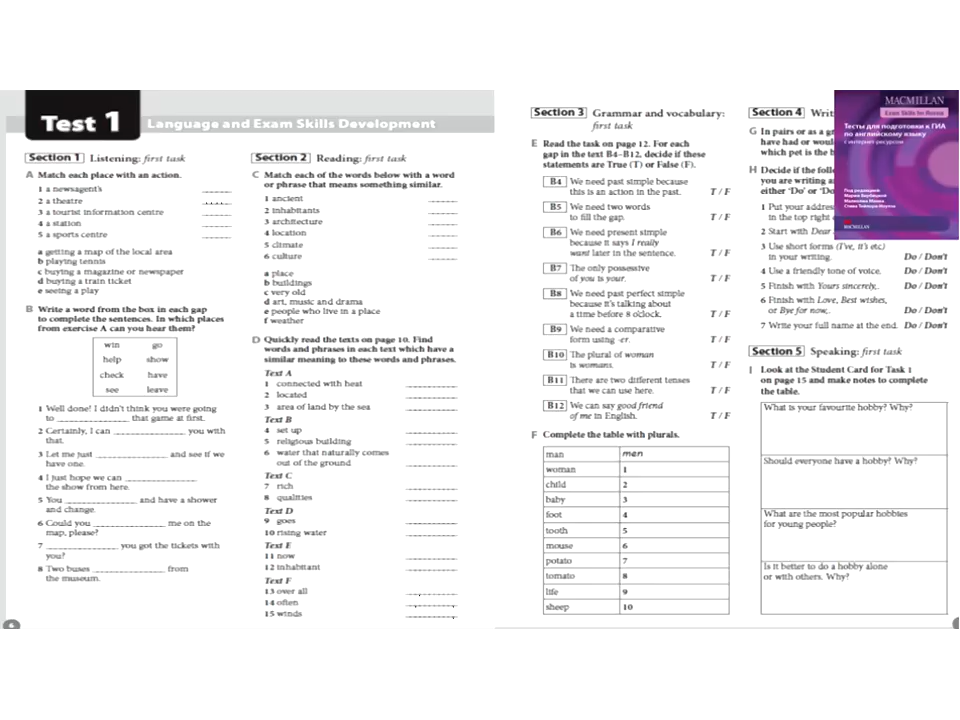 Test 1
Language and Exam Skills Development
Section 1 Listening: first task
A Match each place with an action.
1 a newsagent's
2 a theatre
3 a tourist information centre
4 a station
5 a sports centre
a getting a map of the local area
b playing tennis
c buying a magazine or newspaper
d buying a train ticket
e seeing a play
B Write a word from the box in each gap
to complete the sentences. In which places
from exercise A can you hear them?
win go
help show
check have
see leave
1 Well done! I didn't think you were going
to ______ that game at first.
2 Certainly, I can ______ you with
that.
3 Let me just ______ and see if we
have one.
4 I just hope we can ______
the show from here.
5 You ______ and have a shower
and change.
6 Could you ______ me on the
map, please?
7 ______ you got the tickets with
you?
8 Two buses ______ from
the museum.
6
Section 2 Reading: first task
C Match each of the words below with a word
or phrase that means something similar.
1 ancient
2 inhabitants
3 architecture
4 location
5 climate
6 culture
a place
b buildings
c very old
d art, music and drama
e people who live in a place
f weather
D Quickly read the texts on page 10. Find
words and phrases in each text which have a
similar meaning to these words and phrases.
Text A
1 connected with heat
2 located
3 area of land by the sea
Text B
4 set up
5 religious building
6 water that naturally comes
out of the ground
Text C
7 rich
8 qualities
Text D
9 goes
10 rising water
Text E
11 now
12 inhabitant
Text F
13 over all
14 often
15 winds
Section 3 Grammar and vocabulary:
first task
E Read the task on page 12. For each
gap in the text B4–B12, decide if these
statements are True (T) or False (F).
B4 We need past simple because
this is an action in the past. T / F
B5 We need two words
to fill the gap. T / F
B6 We need present simple
because it says I really
want later in the sentence. T / F
B7 The only possessive
of you is your. T / F
B8 We need past perfect simple
because it's talking about
a time before 8 o'clock. T / F
B9 We need a comparative
form using -er. T / F
B10 The plural of woman
is womans. T / F
B11 There are two different tenses
that we can use here. T / F
B12 We can say good friend
of me in English. T / F
F Complete the table with plurals.
man men
woman 1
child 2
baby 3
foot 4
tooth 5
mouse 6
potato 7
tomato 8
life 9
sheep 10
Section 4 Writ
G In pairs or as a gr
have had or would
which pet is the b
H Decide if the follo
you are writing a
either 'Do' or 'Do
1 Put your address
in the top right c
2 Start with Dear
3 Use short forms (I've, it's etc)
in your writing. Do / Don't
4 Use a friendly tone of voice. Do / Don't
5 Finish with Yours sincerely,. Do / Don't
6 Finish with Love, Best wishes,
or Bye for now,. Do / Don't
7 Write your full name at the end. Do / Don't
Section 5 Speaking: first task
I Look at the Student Card for Task 1
on page 15 and make notes to complete
the table.
What is your favourite hobby? Why?
Should everyone have a hobby? Why?
What are the most popular hobbies
for young people?
Is it better to do a hobby alone
or with others. Why?
MACMILLAN
Exam Skills for Russia
Тесты для подготовки к ГИА
по английскому языку
с интернет-ресурсом
Под редакцией
MACMILLAN